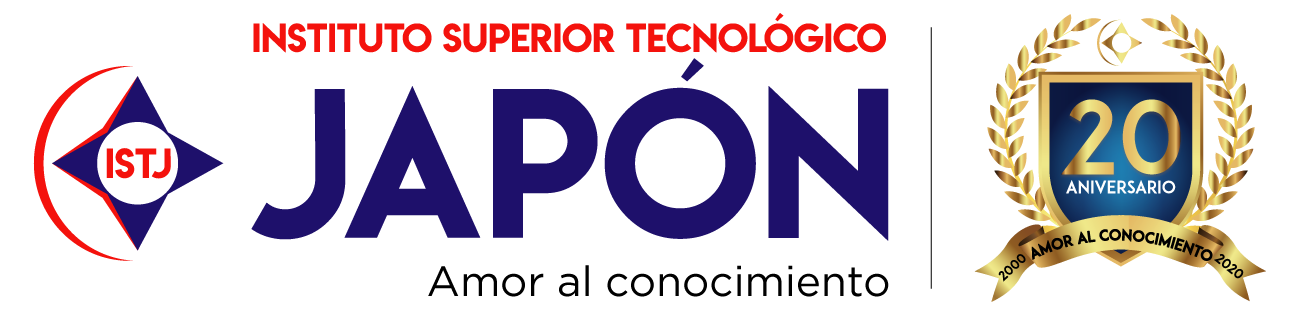 INSTITUTO SUPERIOR TECNOLÓGICO
ISTJ
JAPÓN
Amor al conocimiento
20
ANIVERSARIO
2000 AMOR AL CONOCIMIENTO 2020